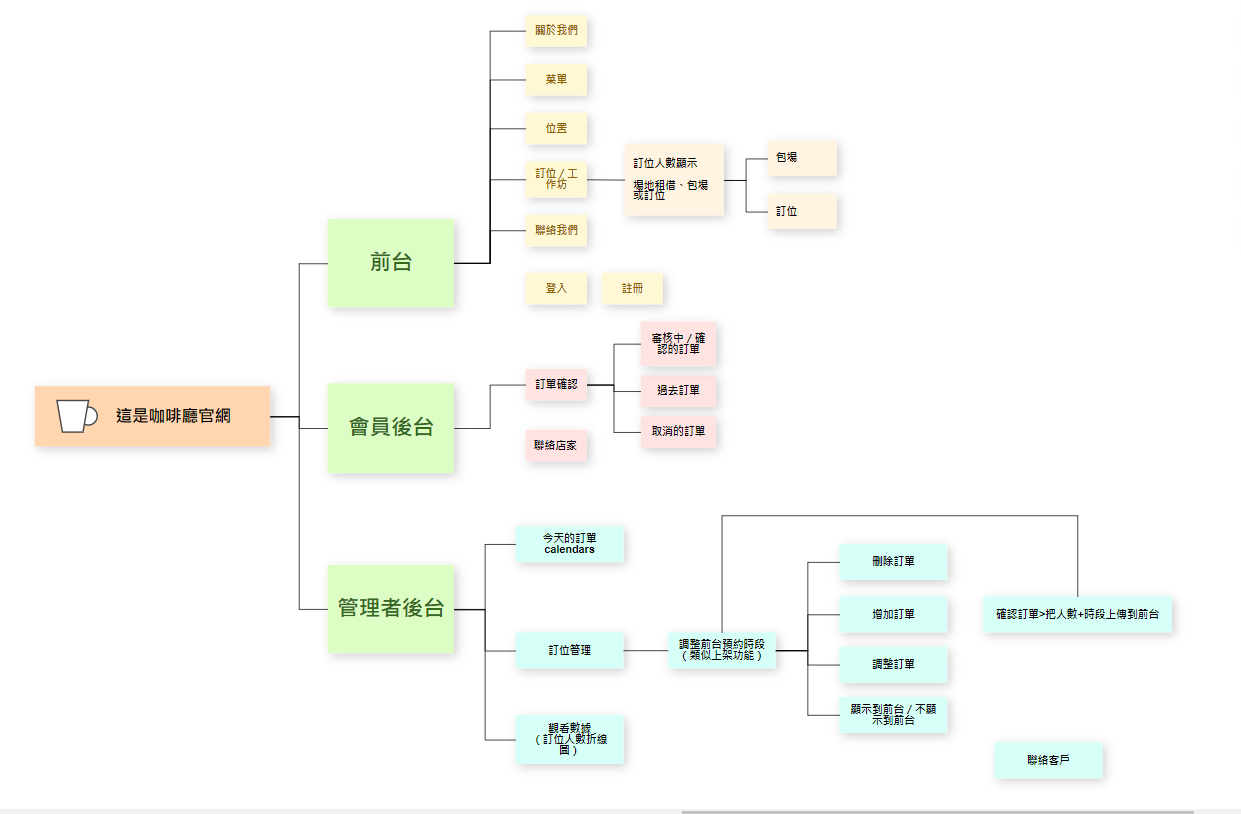 關於我們
菜單
位置
訂位 / 工
作坊
聯絡我們
訂位人數顯示
場地租借、包場
或訂位
包場
訂位
登入
註冊
前台
這是咖啡廳官網
會員後台
訂單確認
聯絡店家
審核中 / 確
認的訂單
過去訂單
取消的訂單
管理者後台
今天的訂單
calendars
訂位管理
觀看數據
( 訂位人數折線
圖 )
調整前台預約時段
( 類似上架功能 )
刪除訂單
增加訂單
調整訂單
顯示到前台 / 不顯
示到前台
確認訂單>把人數+時段上傳到前台
聯絡客戶